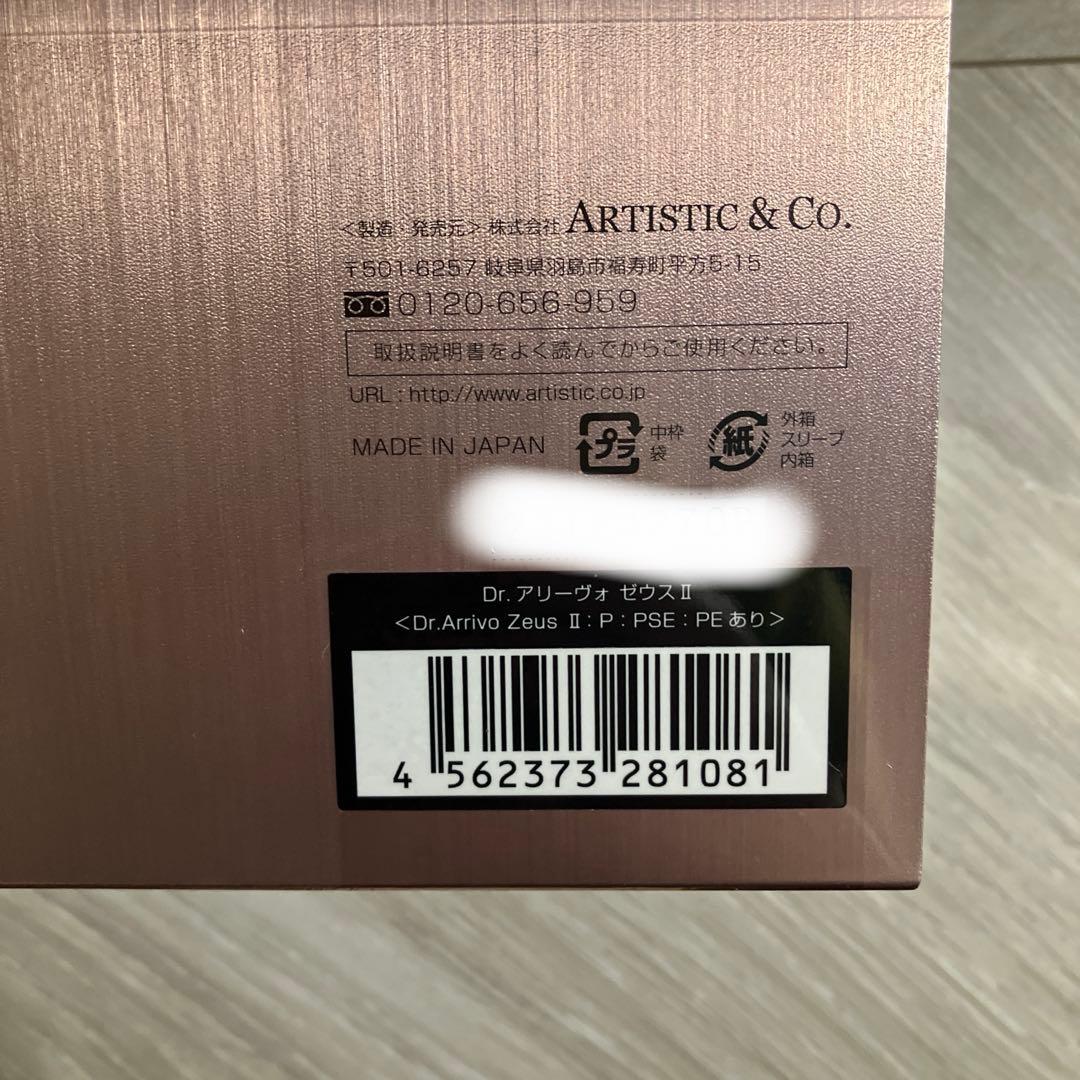 <製造 発売元> 株式会社 ARTISTIC & CO.
〒501-6257 岐阜県羽島市福寿町平方5-15
0120-656-959
取扱説明書をよく読んでからご使用ください。
URL : http://www.artistic.co.jp
MADE IN JAPAN
プラ
中枠
袋
紙
外箱
スリーブ
内箱
Dr. アリーヴォ ゼウスⅡ
<Dr.Arrivo Zeus Ⅱ : P : PSE : PEあり>
4 562373 281081